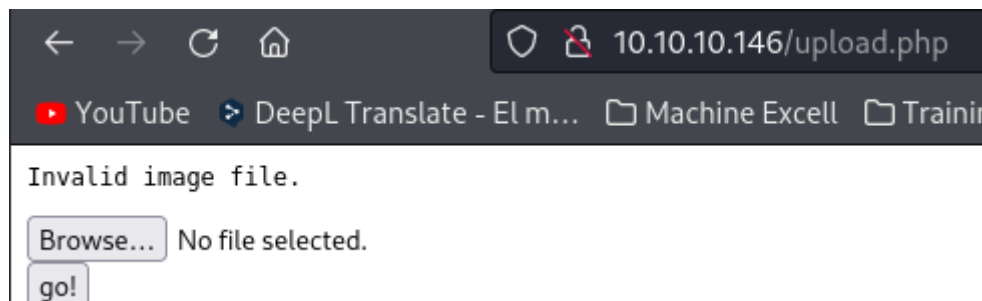 10.10.10.146/upload.php
YouTube DeepL Translate - El m... Machine Excell Trainin
Invalid image file.
Browse... No file selected.
go!